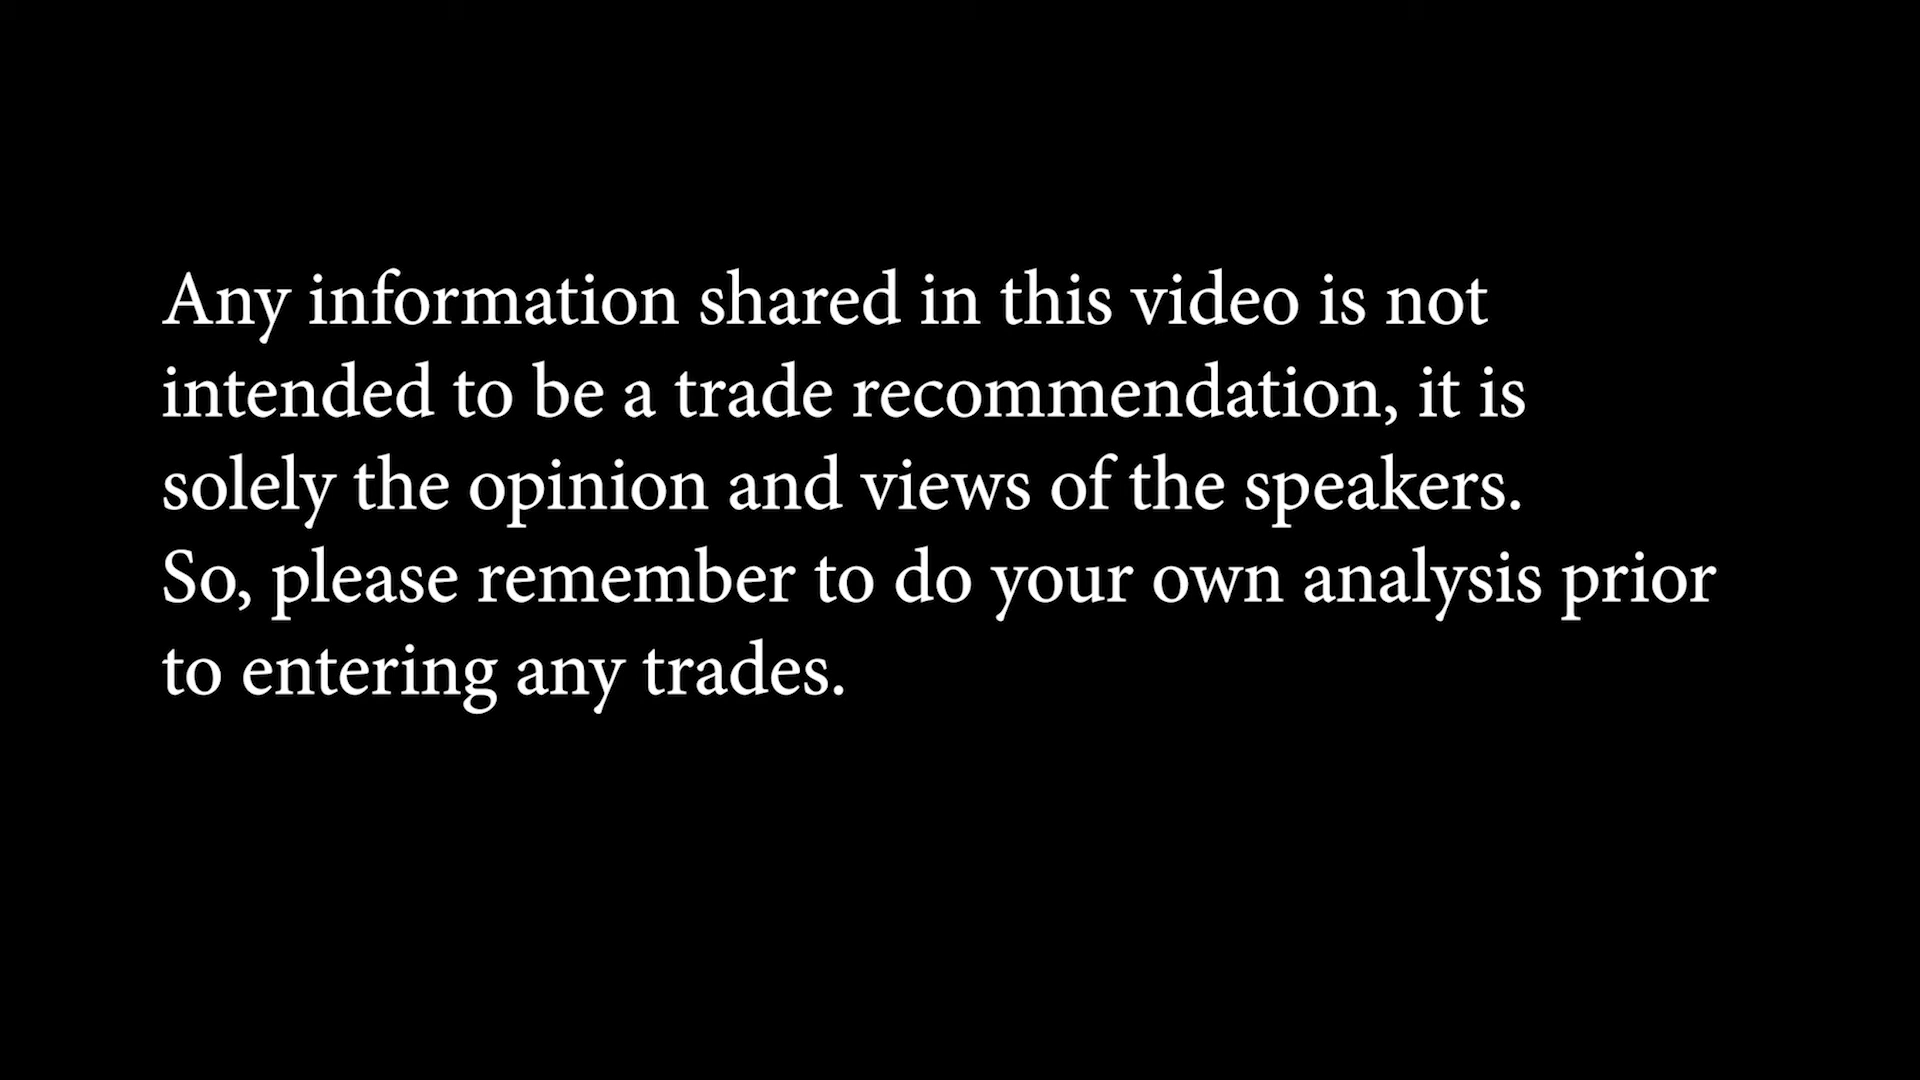 Any information shared in this video is not
intended to be a trade recommendation, it is
solely the opinion and views of the speakers.
So, please remember to do your own analysis prior
to entering any trades.